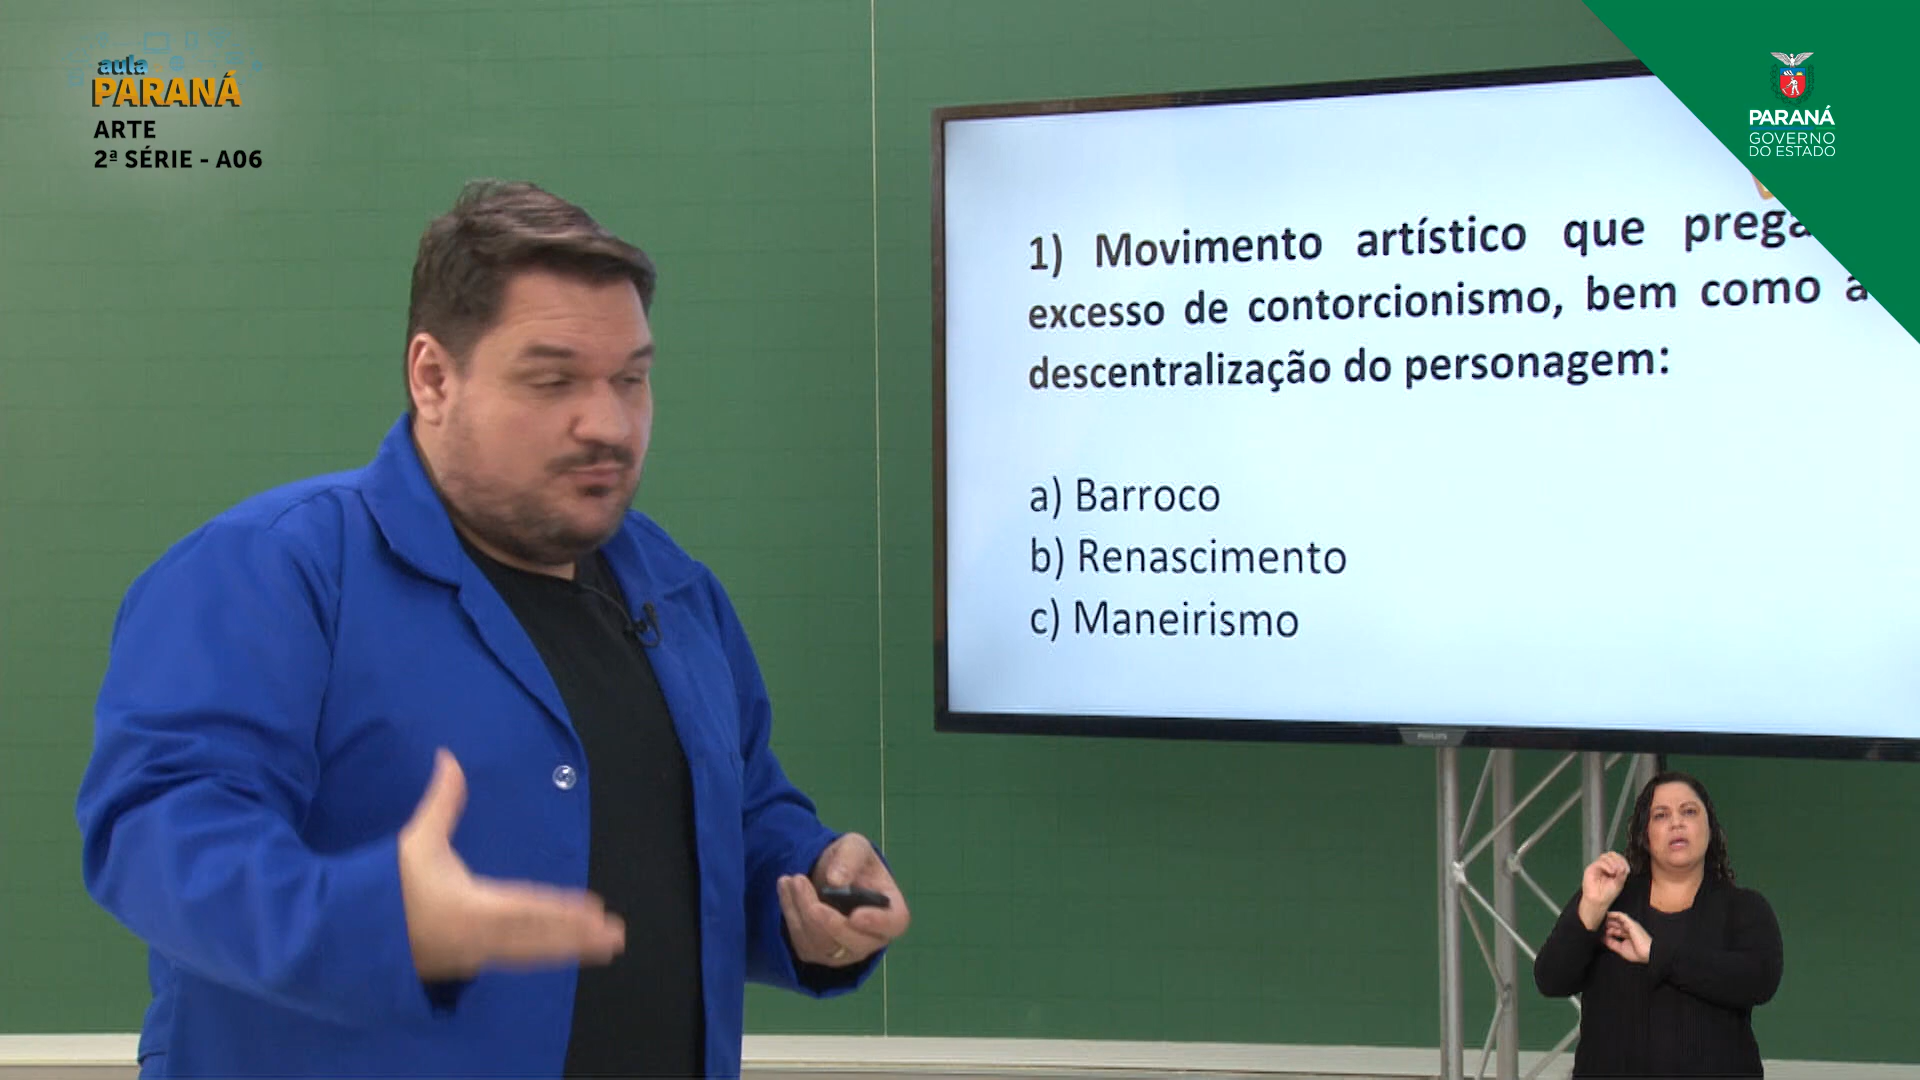 aula
PARANÁ
ARTE
2ª SÉRIE - A06
PARANÁ
GOVERNO
DO ESTADO
1) Movimento artístico que
excesso de contorcionismo, bem como a
descentralização do personagem:
a) Barroco
b) Renascimento
c) Maneirismo
PHILIPS